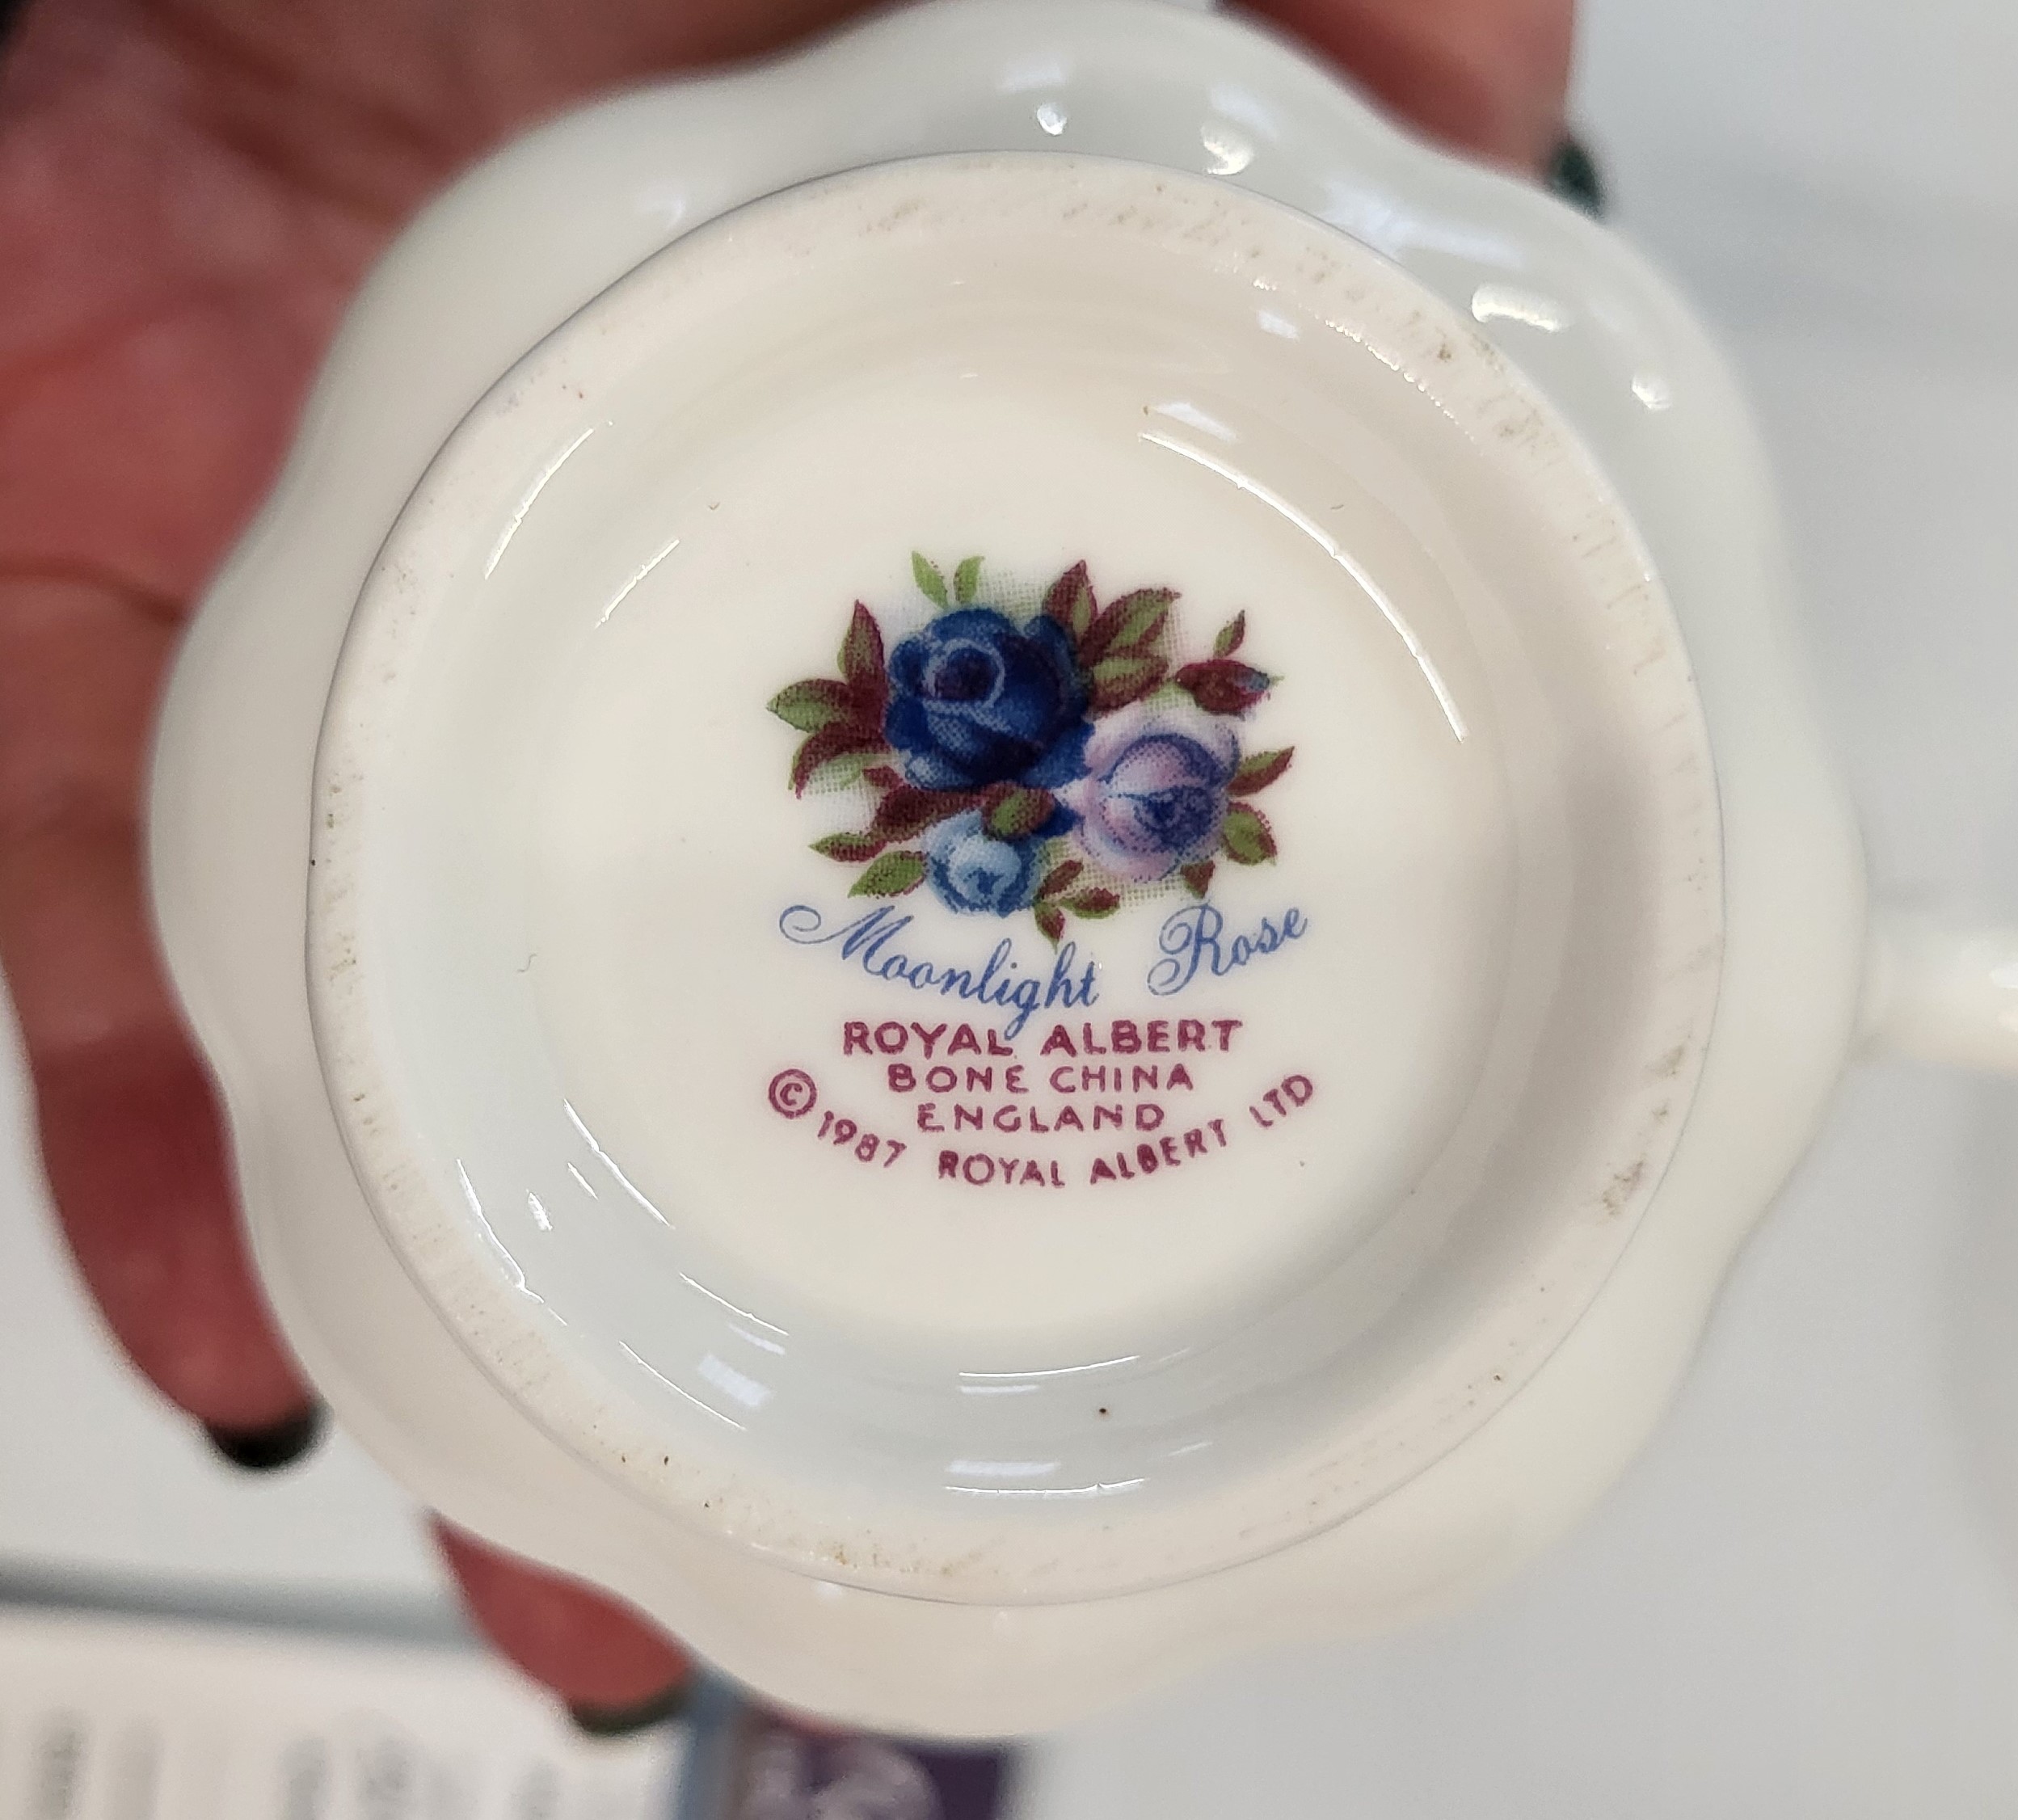 Moonlight Rose
ROYAL ALBERT
BONE CHINA
ENGLAND
© 1987 ROYAL ALBERT LTD